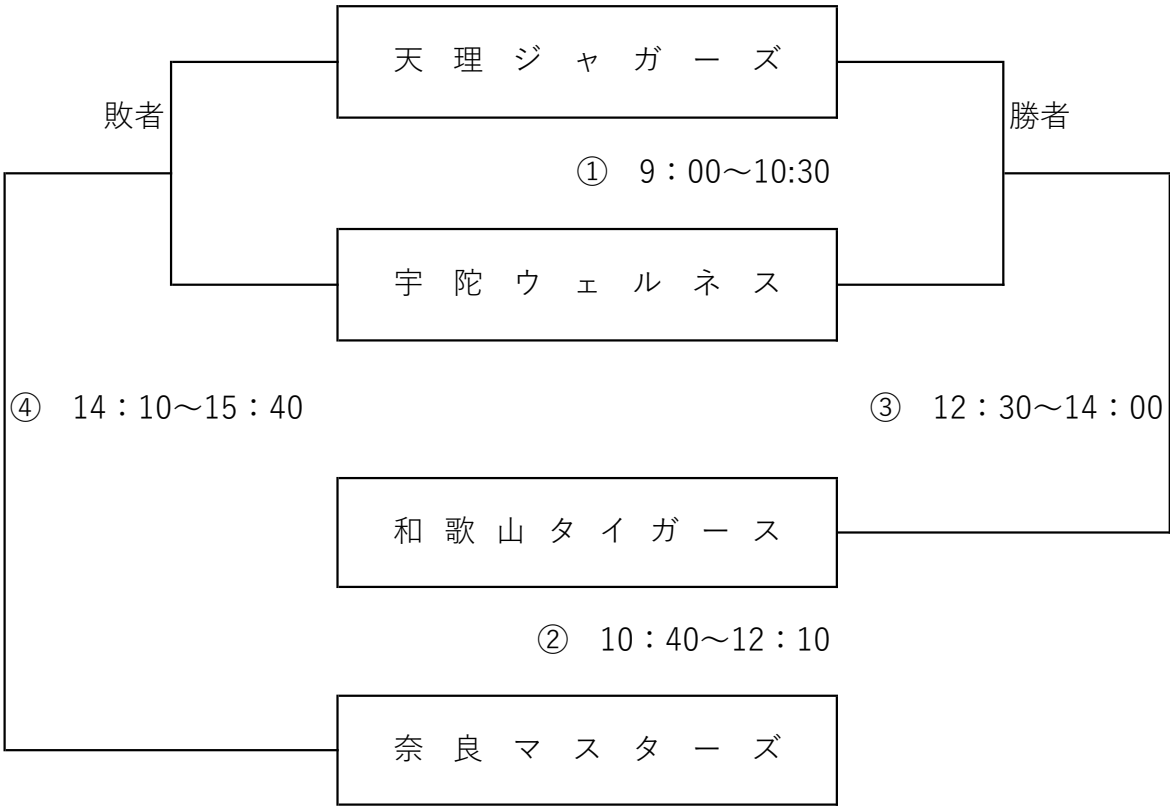 天理ジャガーズ
敗者
勝者
① 9：00～10:30
宇陀ウェルネス
④ 14：10～15：40
③ 12：30～14：00
和歌山タイガース
② 10：40～12：10
奈良マスターズ